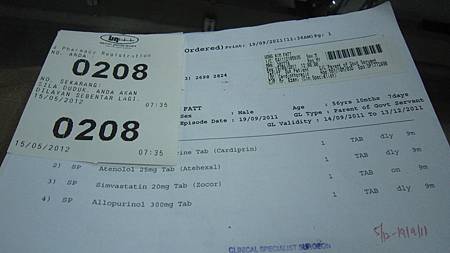 Pharmacy Registration
NO. ANDA
0208
NO. SEKARANG:
SILA DUDUK, ANDA AKAN
DILAYAN SEBENTAR LAGI.
15/05/2012 07:35
0208
15/05/2012 07:35
Ordered) Print: 19/09/2011(11:36AM) Pg: 1
) 2698 2824
FATT
Sex : Male Age : 56yrs 10mths 7days
Episode Date : 19/09/2011 GL Type : Parent of Govt Servant
GL Validity : 14/09/2011 To 13/12/2011
ine Tab (Cardiprin) 1 TAB dly 9m
2) SP Atenolol 25mg Tab (Atehexal) 1 TAB dly 9m
3) SP Simvastatin 20mg Tab (Zocor) 1 TAB on 9m
4) SP Allopurinol 300mg Tab 1 TAB dly 9m
CLINICAL SPECIALIST SURGEON